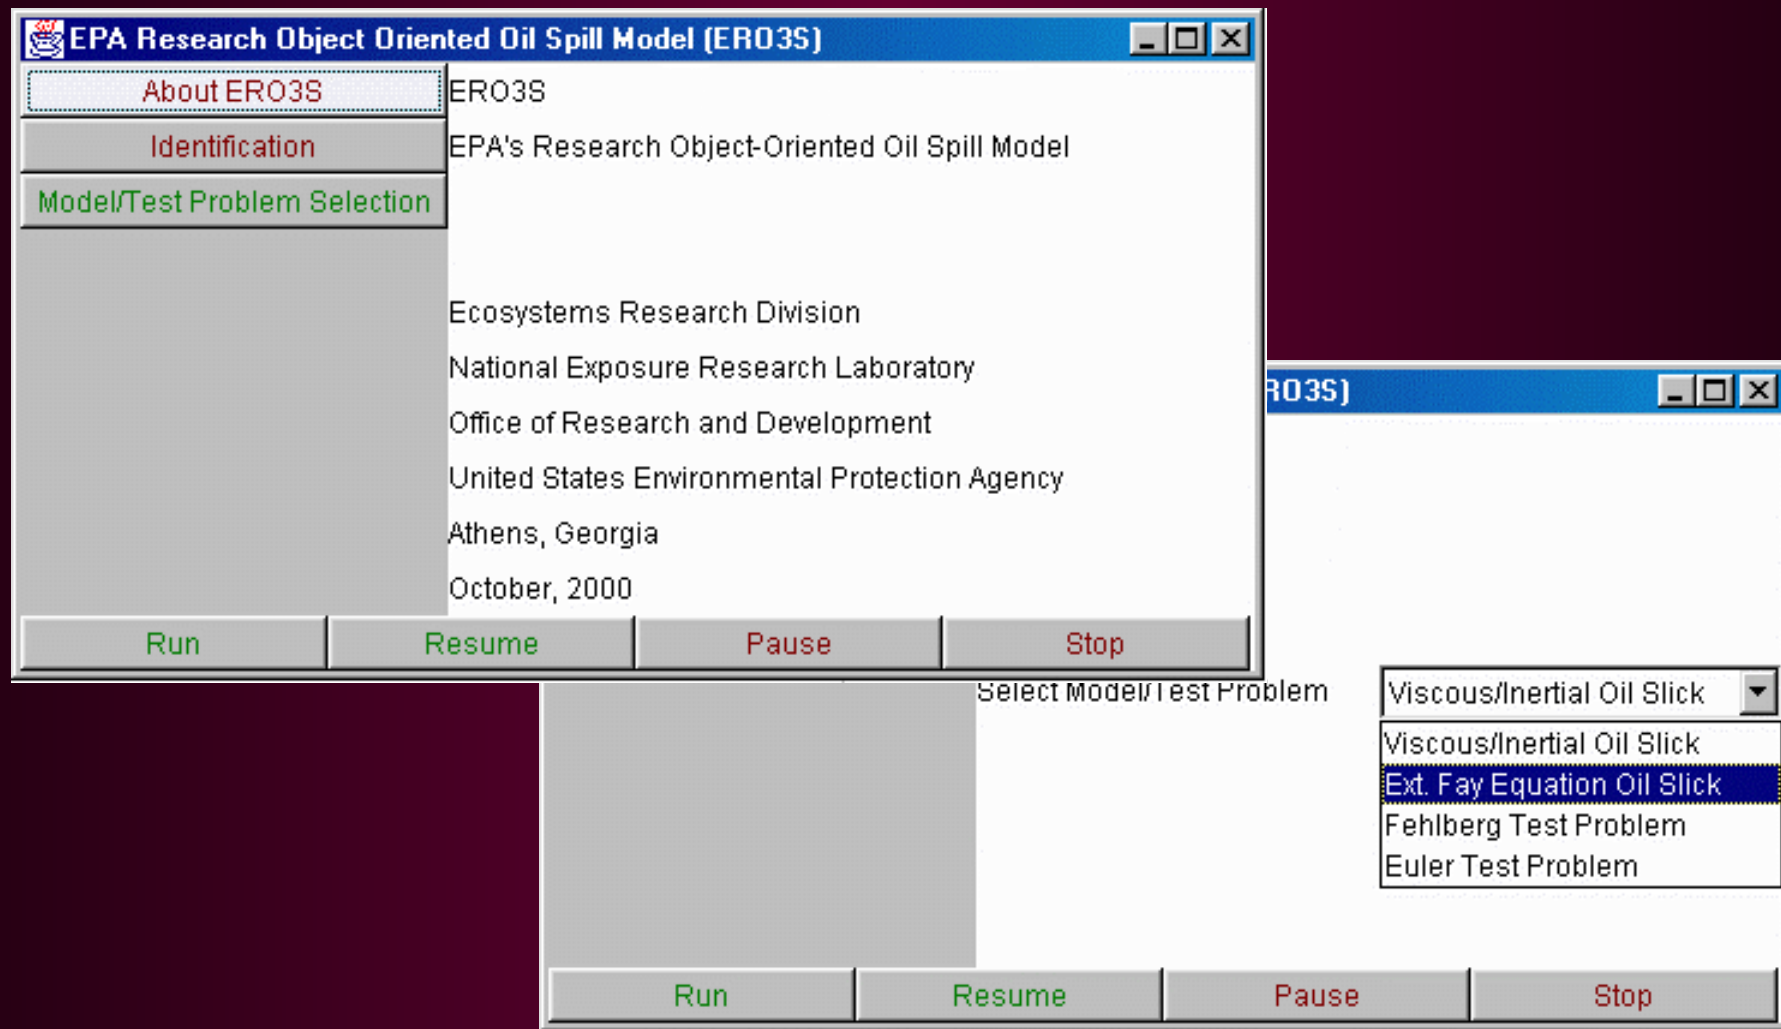 EPA Research Object Oriented Oil Spill Model (ERO3S)
About ERO3S
Identification
Model/Test Problem Selection
ERO3S
EPA's Research Object-Oriented Oil Spill Model
Ecosystems Research Division
National Exposure Research Laboratory
Office of Research and Development
United States Environmental Protection Agency
Athens, Georgia
October, 2000
Run Resume Pause Stop
RO3S)
Select Model/Test Problem
Viscous/Inertial Oil Slick
Viscous/Inertial Oil Slick
Ext. Fay Equation Oil Slick
Fehlberg Test Problem
Euler Test Problem
Run Resume Pause Stop